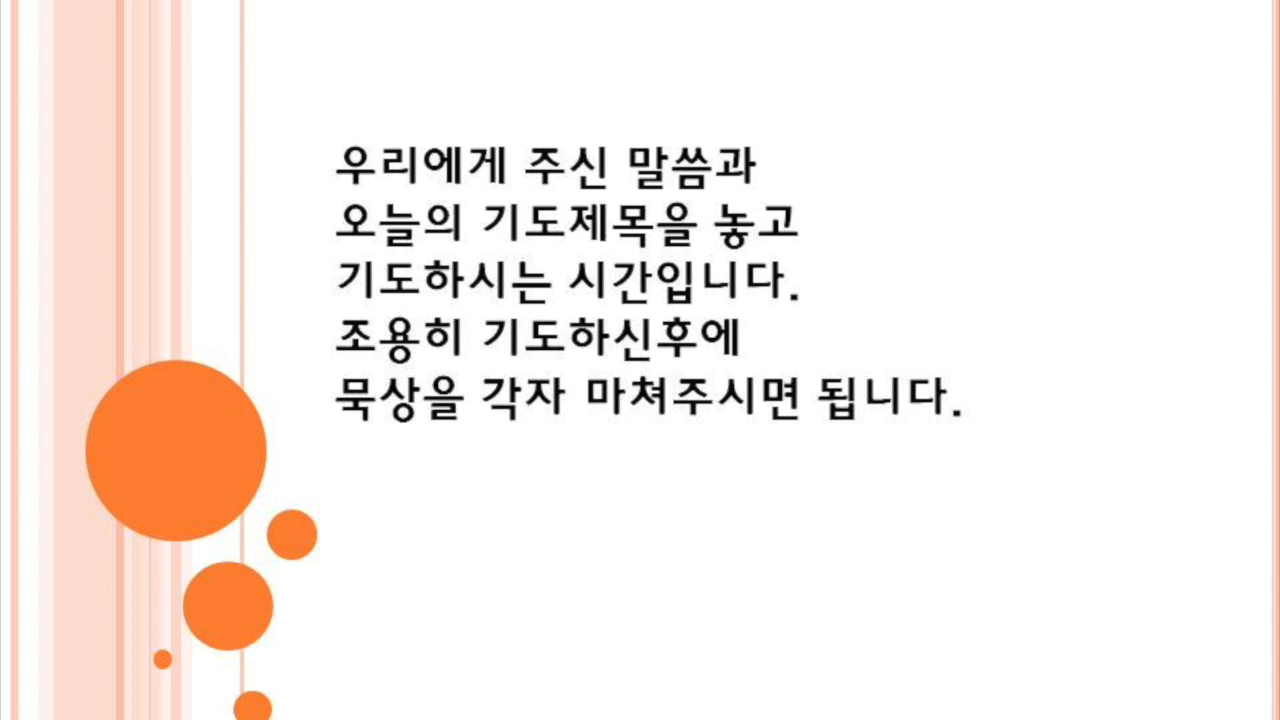 우리에게 주신 말씀과
오늘의 기도제목을 놓고
기도하시는 시간입니다.
조용히 기도하신후에
묵상을 각자 마쳐주시면 됩니다.